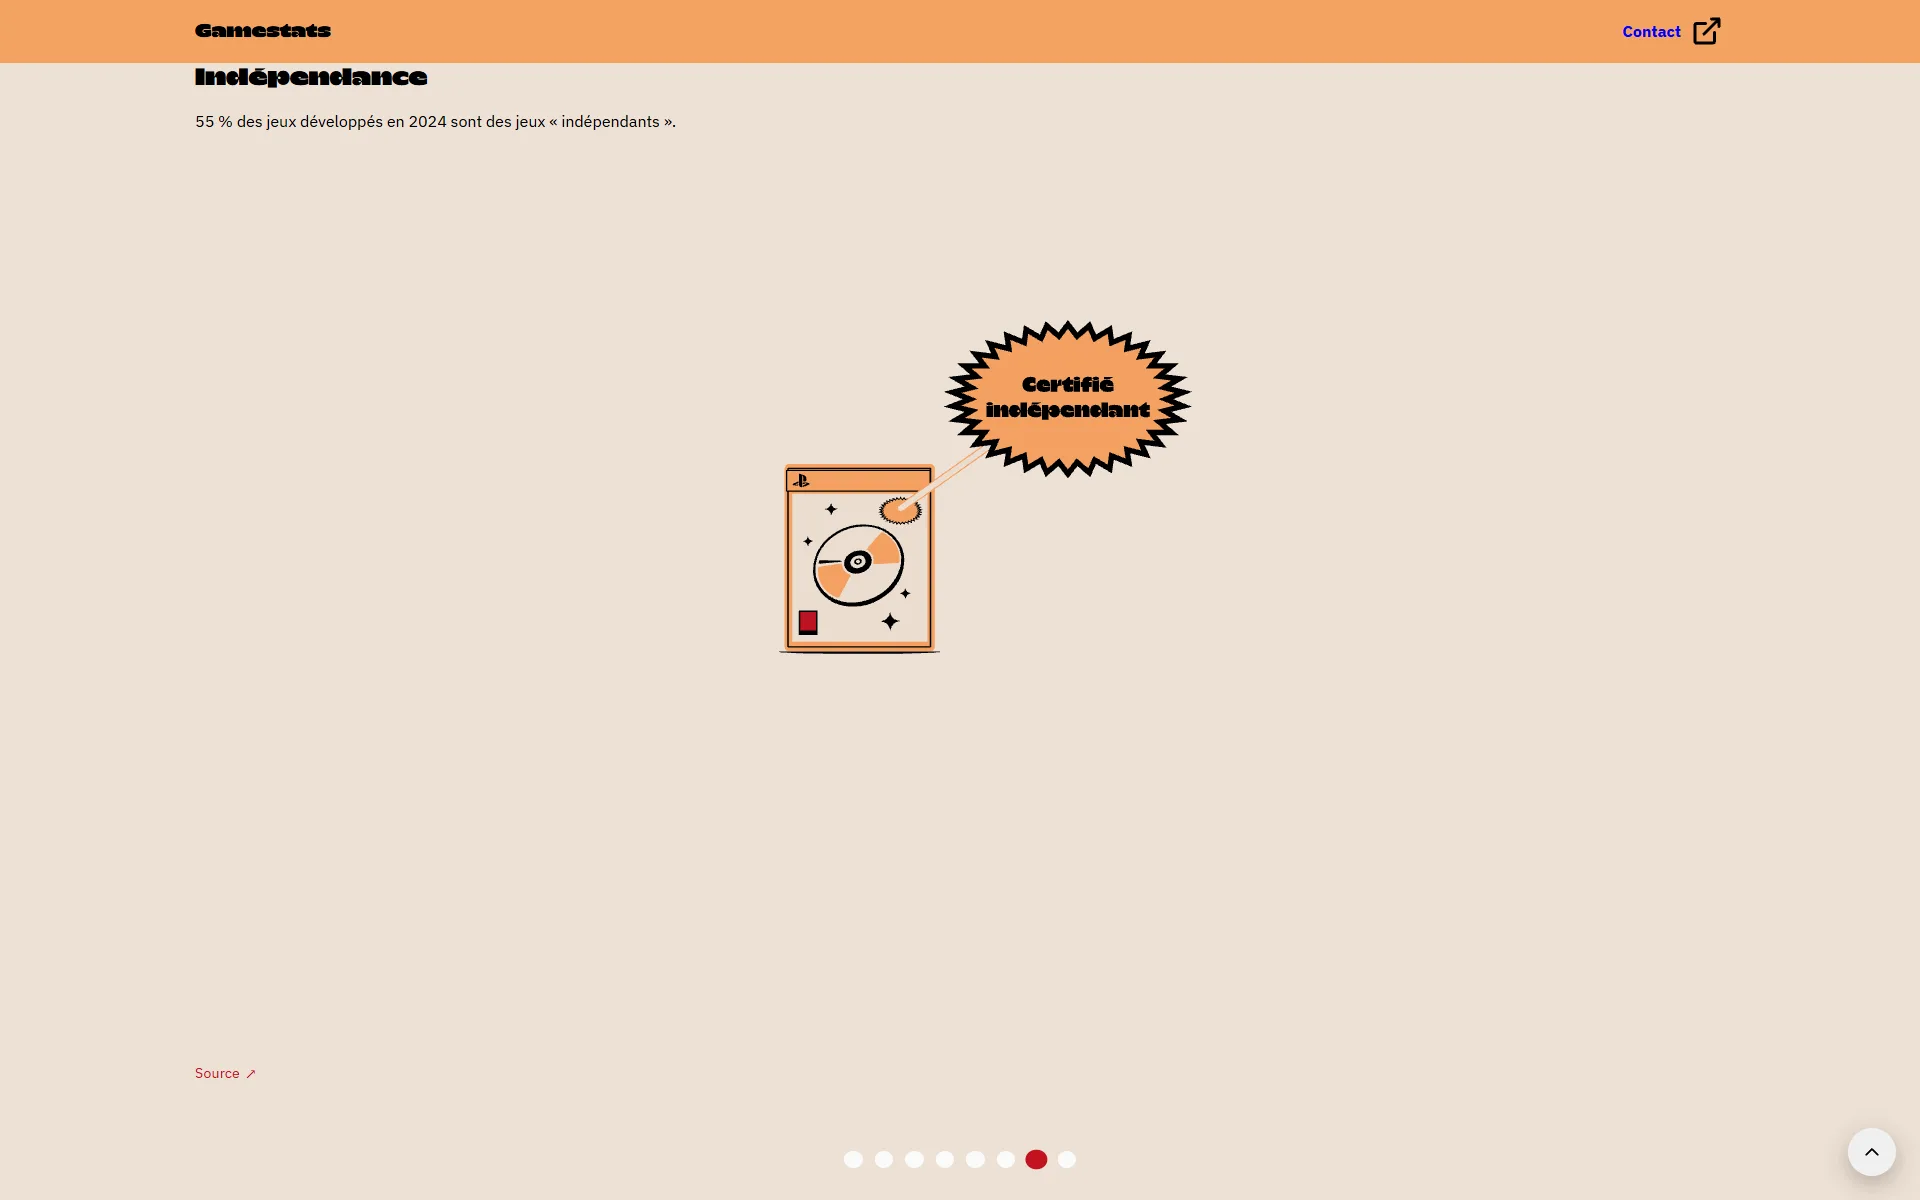 Gamestats
Contact
Indépendance
55 % des jeux développés en 2024 sont des jeux « indépendants ».
Certifié
indépendant
Source ↗